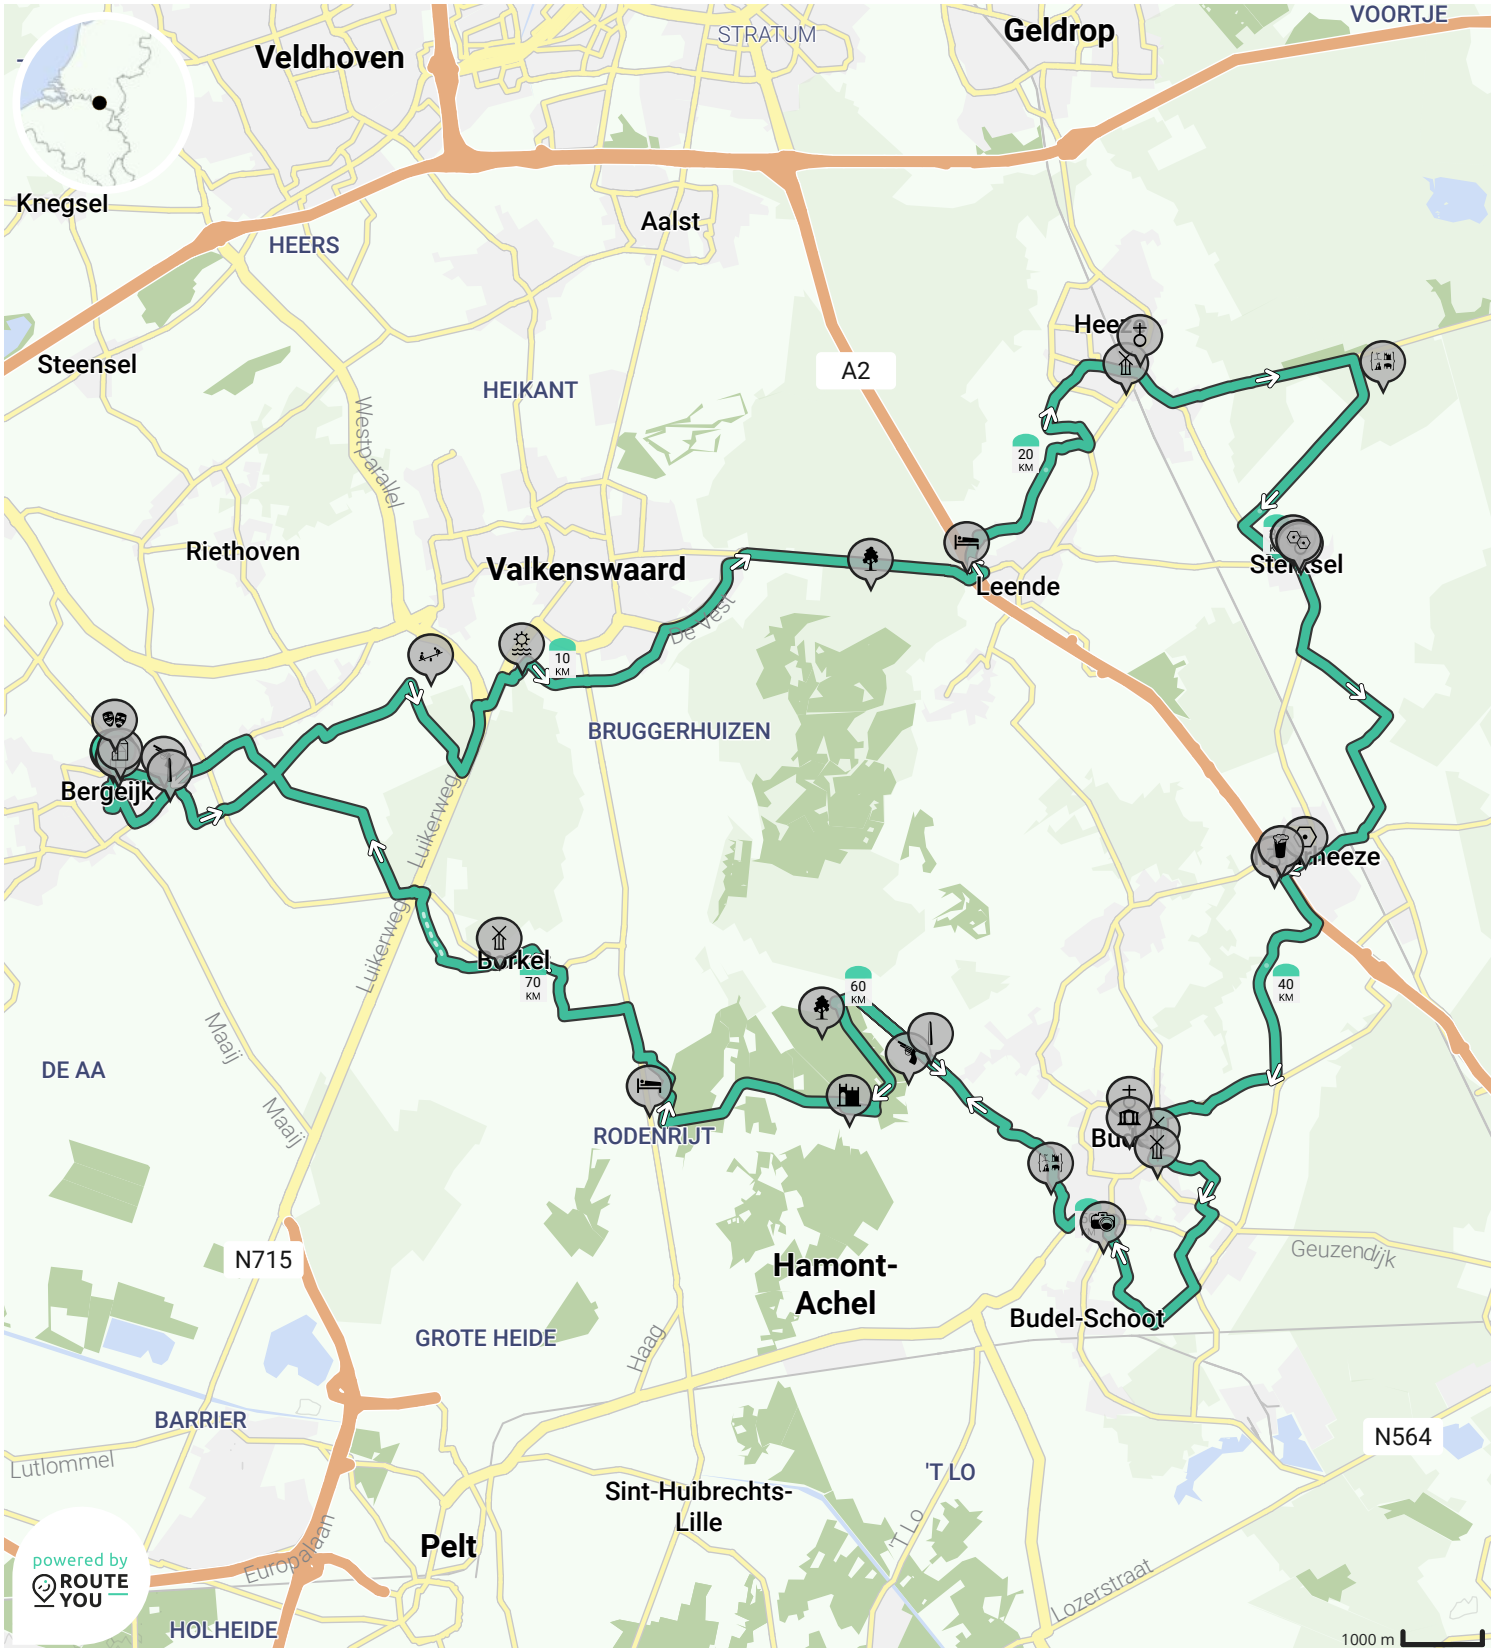 VOORTJE
Geldrop
STRATUM
Veldhoven
Knegsel
Aalst
HEERS
Heeze
Steensel
A2
HEIKANT
Westparallel
Riethoven
Valkenswaard
20
KM
Sterksel
Leende
De Vest
10
KM
BRUGGERHUIZEN
Bergeijk
Luikerweg
Luikerweg
Borkel
70
KM
60
KM
40
KM
Maaij
DE AA
Maaij
RODENRIJT
N715
Hamont-
Achel
Geuzendijk
Budel-Schoot
GROTE HEIDE
Haag
BARRIER
N564
Lutlommel
'T LO
Sint-Huibrechts-
Lille
'T Lo
Pelt
Europalaan
Lozerstraat
powered by
ROUTE
YOU
HOLHEIDE
1000 m